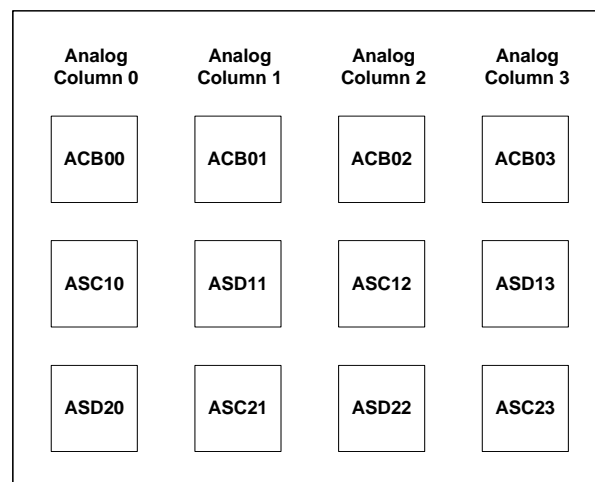 Analog Column 0
Analog Column 1
Analog Column 2
Analog Column 3
ACB00
ACB01
ACB02
ACB03
ASC10
ASD11
ASC12
ASD13
ASD20
ASC21
ASD22
ASC23